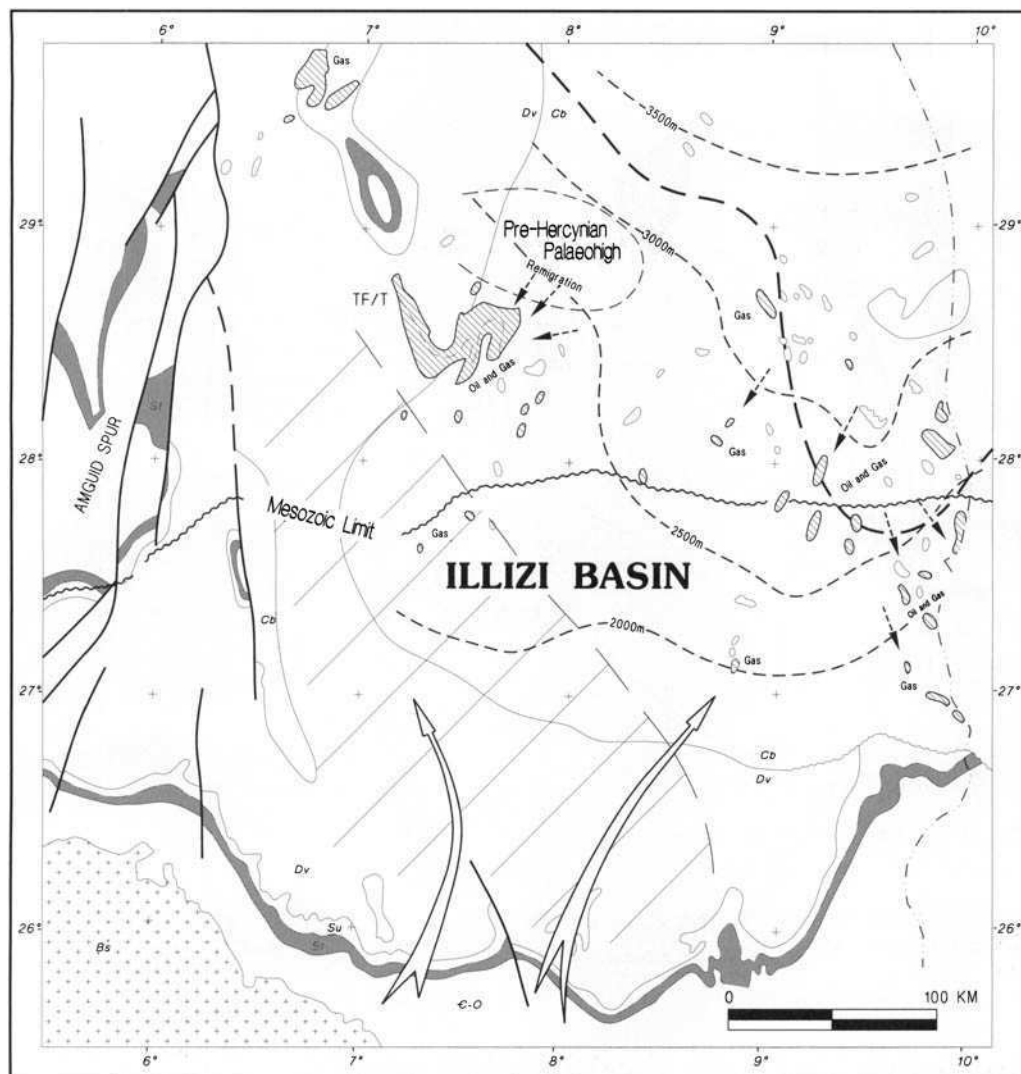 6° 7° 8° 9° 10°
Gas
Dv Cb
3500m
29° 29°
Pre-Hercynian
Palaeohigh
3000m
Remigration
TF/T
Gas
Oil and Gas
St
Gas
28° 28°
AMGUID SPUR
Oil and Gas
Mesozoic Limit
Gas
2500m
ILLIZI BASIN
Oil and Gas
Cb
2000m
Gas
Gas
27° 27°
Cb
Dv
Dv
Su
26° 26°
St
Bs
Є-O
0 100 KM
6° 7° 8° 9° 10°